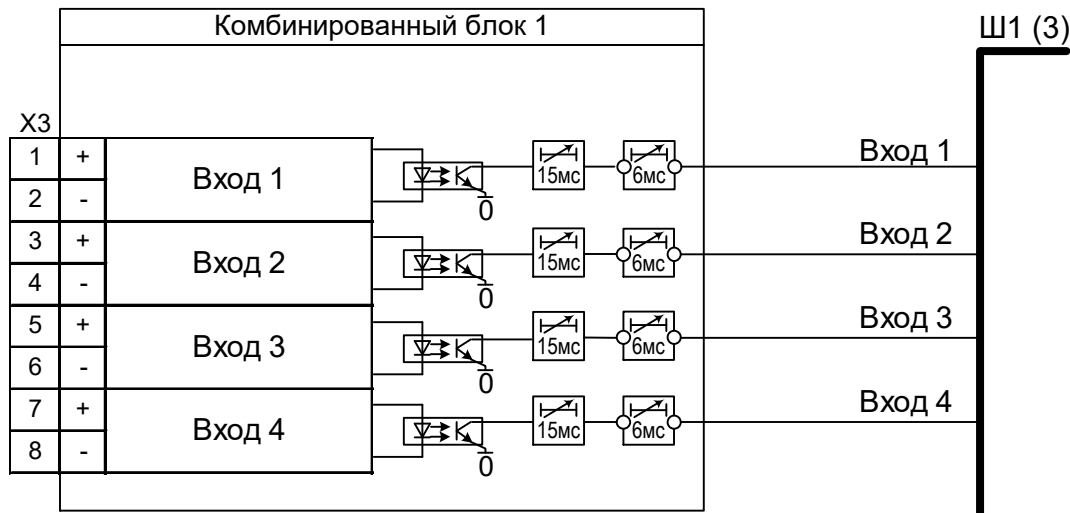 Комбинированный блок 1
Ш1 (3)
X3
1 +
2 -
Вход 1
15мс
6мс
Вход 1
0
3 +
4 -
Вход 2
15мс
6мс
Вход 2
0
5 +
6 -
Вход 3
15мс
6мс
Вход 3
0
7 +
8 -
Вход 4
15мс
6мс
Вход 4
0